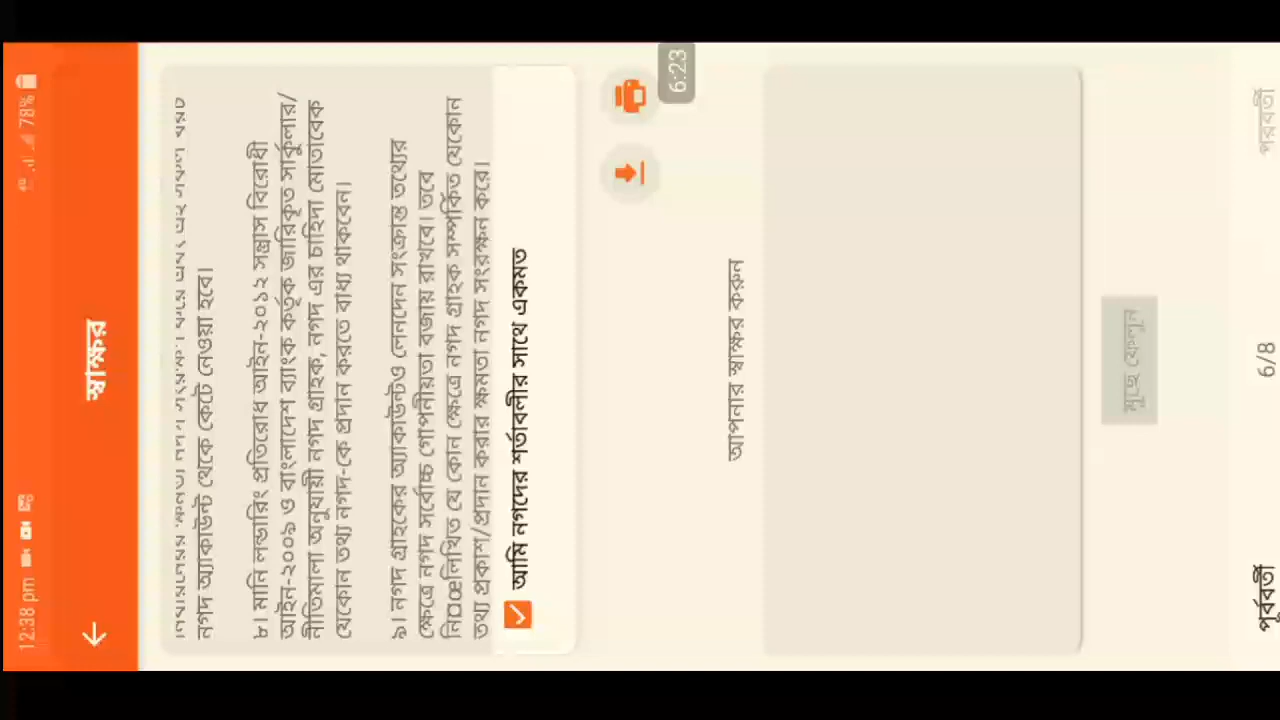 12:38 pm
78%
স্বাক্ষর
নগদ অ্যাকাউন্ট থেকে কেটে নেওয়া হবে।
৮। মানি লন্ডারিং প্রতিরোধ আইন-২০১২ সন্ত্রাস বিরোধী
আইন-২০০৯ ও বাংলাদেশ ব্যাংক কর্তৃক জারিকৃত সার্কুলার/
নীতিমালা অনুযায়ী নগদ গ্রাহক, নগদ এর চাহিদা মোতাবেক
যেকোন তথ্য নগদ-কে প্রদান করতে বাধ্য থাকবেন।
৯। নগদ গ্রাহকের অ্যাকাউন্টও লেনদেন সংক্রান্ত তথ্যের
ক্ষেত্রে নগদ সর্বোচ্চ গোপনীয়তা বজায় রাখবে। তবে
নি¤œলিখিত যে কোন ক্ষেত্রে নগদ গ্রাহক সম্পর্কিত যেকোন
তথ্য প্রকাশ/প্রদান করার ক্ষমতা নগদ সংরক্ষন করে।
আমি নগদের শর্তাবলীর সাথে একমত
6:23
আপনার স্বাক্ষর করুন
মুছে ফেলুন
পূর্ববর্তী
6/8
পরবর্তী